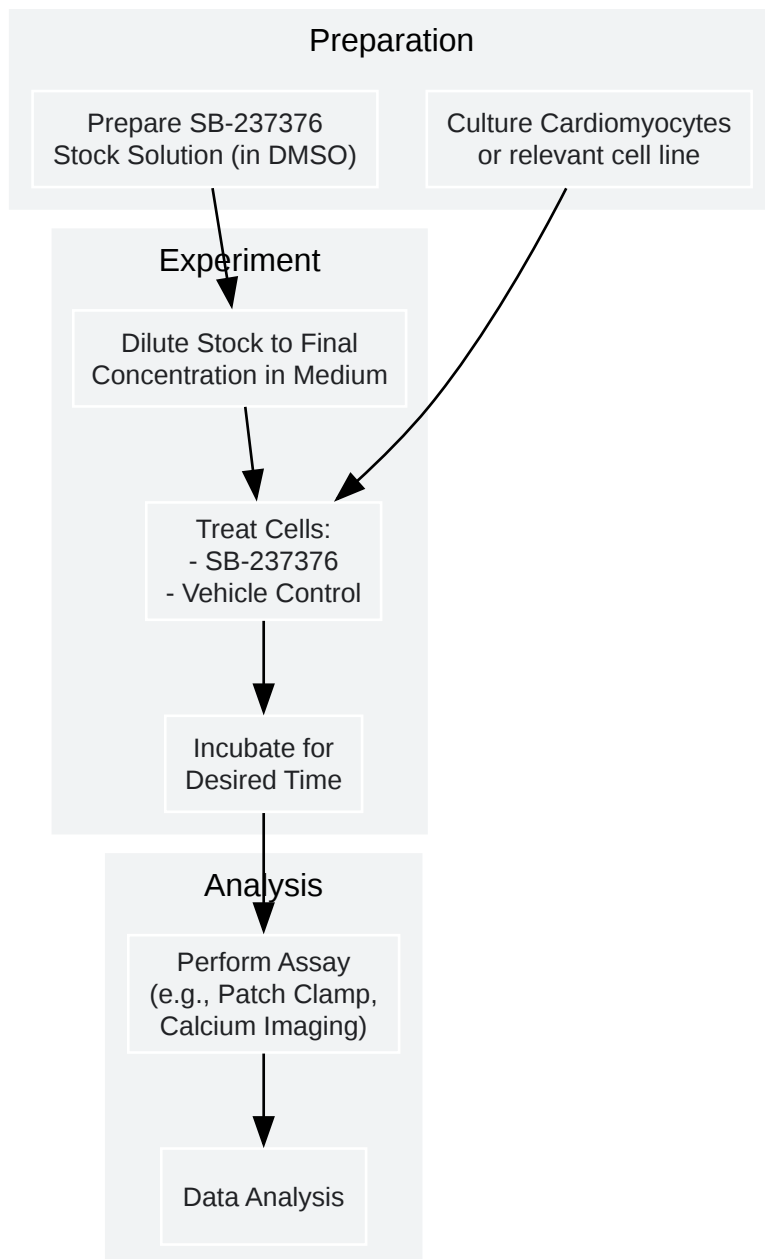 Preparation
Prepare SB-237376
Stock Solution (in DMSO)
Culture Cardiomyocytes
or relevant cell line
Experiment
Dilute Stock to Final
Concentration in Medium
Treat Cells:
- SB-237376
- Vehicle Control
Incubate for
Desired Time
Analysis
Perform Assay
(e.g., Patch Clamp,
Calcium Imaging)
Data Analysis